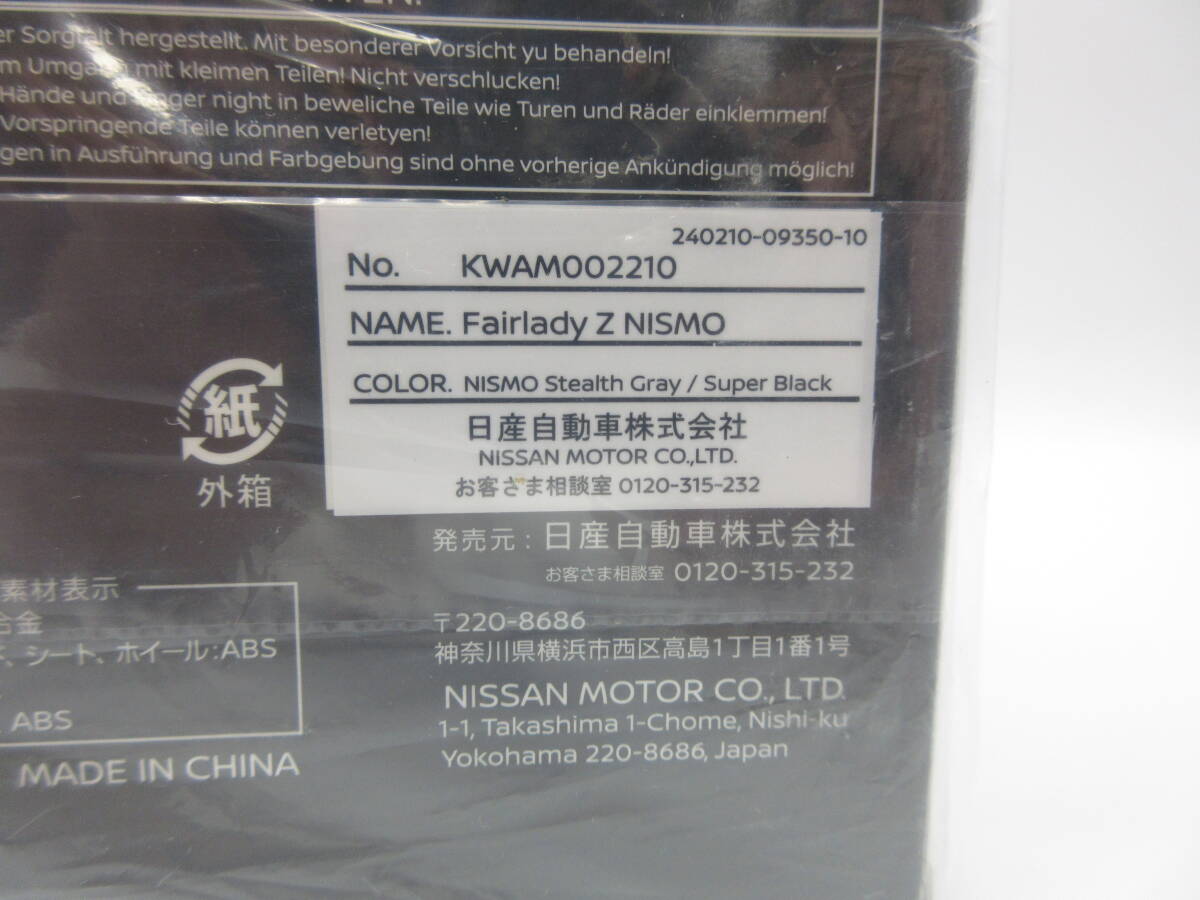 er Sorgfalt hergestellt. Mit besonderer Vorsicht yu behandeln!
m Umgang mit kleimen Teilen! Nicht verschlucken!
Hände und Finger night in bewegliche Teile wie Turen und Räder einklemmen!
Vorspringende Teile können verletyen!
gen in Ausführung und Farbgebung sind ohne vorherige Ankündigung möglich!
240210-09350-10
No. KWAM002210
NAME. Fairlady Z NISMO
COLOR. NISMO Stealth Gray / Super Black
日産自動車株式会社
NISSAN MOTOR CO.,LTD.
お客さま相談室 0120-315-232
紙
外箱
発売元：日産自動車株式会社
お客さま相談室 0120-315-232
〒220-8686
神奈川県横浜市西区高島1丁目1番1号
NISSAN MOTOR CO., LTD.
1-1, Takashima 1-Chome, Nishi-ku
Yokohama 220-8686, Japan
素材表示
合金
シート、ホイール:ABS
ABS
MADE IN CHINA